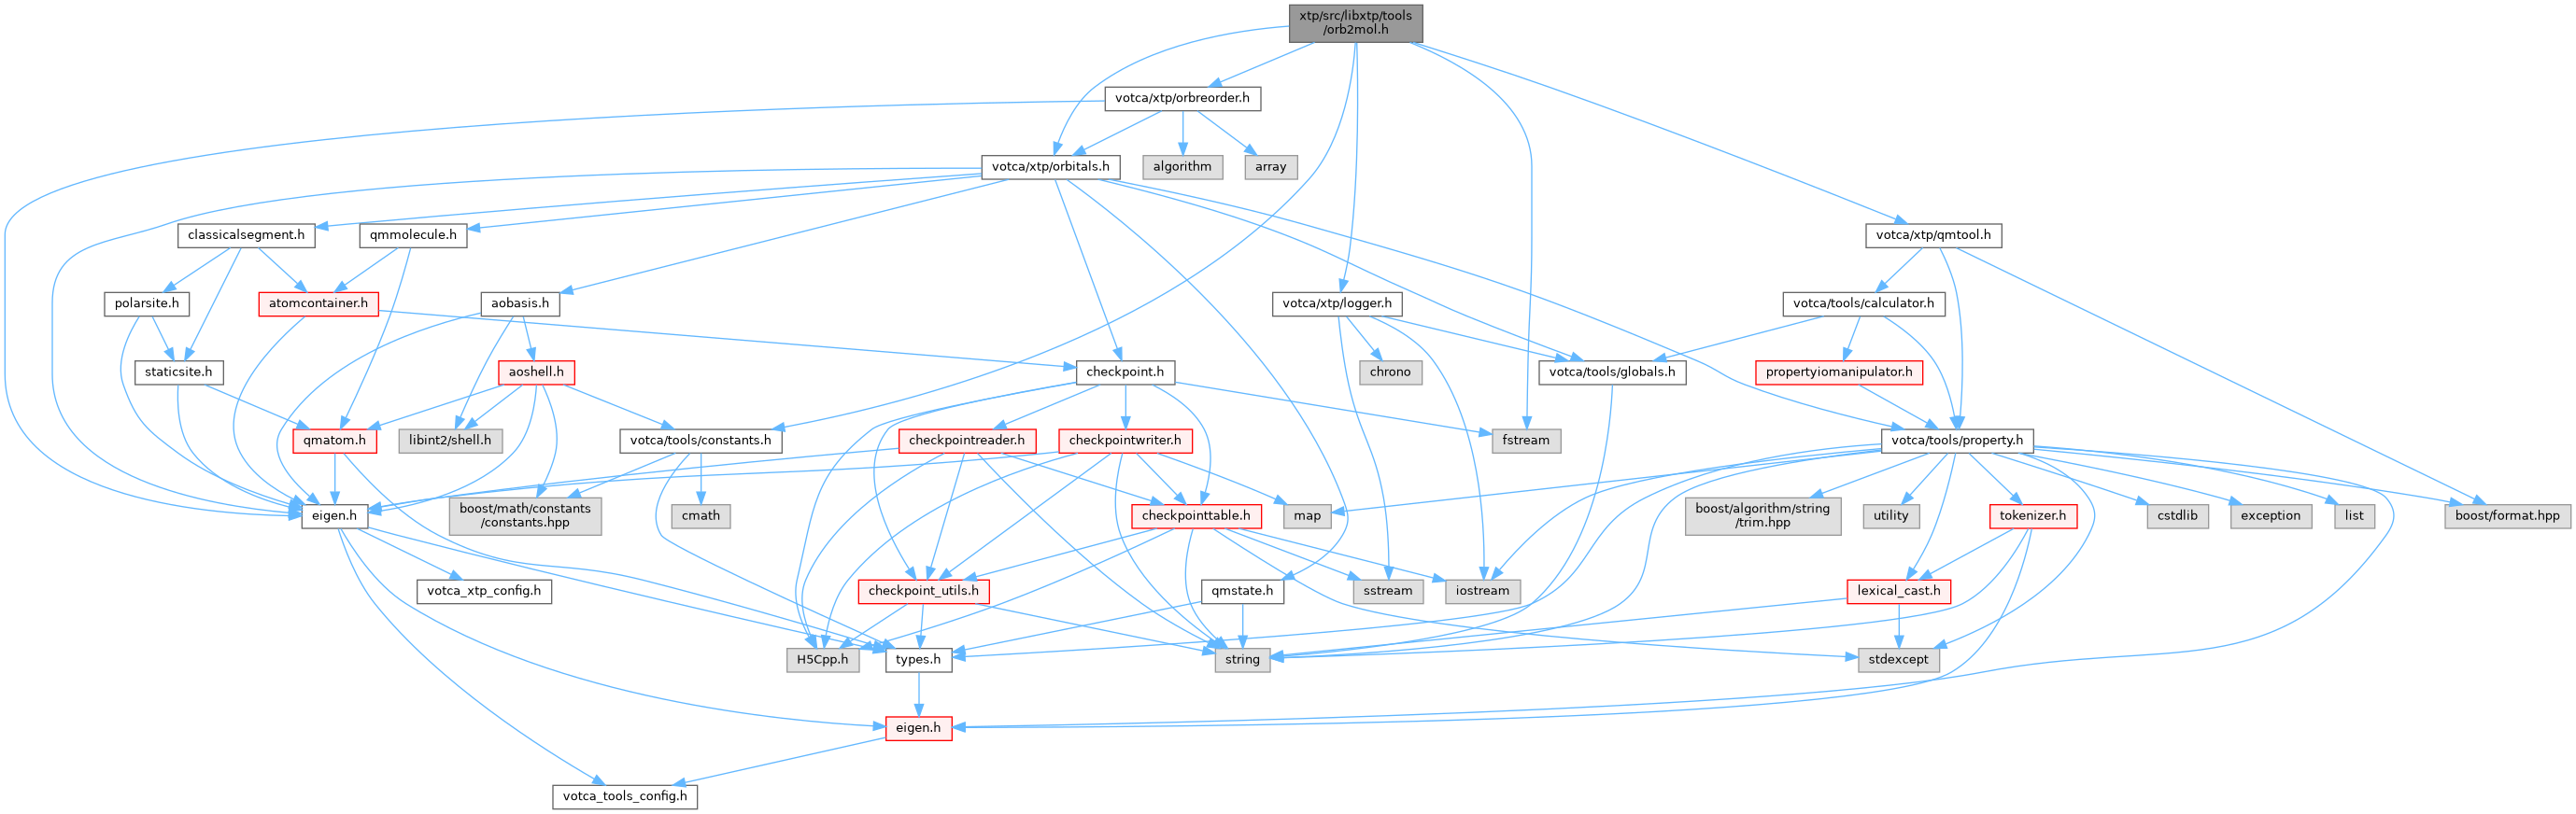 xtp/src/libxtp/tools
/orb2mol.h
votca/xtp/orbreorder.h
votca/xtp/orbitals.h
algorithm
array
classicalsegment.h
qmmolecule.h
votca/xtp/qmtool.h
polarsite.h
atomcontainer.h
aobasis.h
votca/xtp/logger.h
votca/tools/calculator.h
staticsite.h
aoshell.h
checkpoint.h
chrono
votca/tools/globals.h
propertyiomanipulator.h
qmatom.h
libint2/shell.h
votca/tools/constants.h
checkpointreader.h
checkpointwriter.h
fstream
votca/tools/property.h
eigen.h
boost/math/constants
/constants.hpp
cmath
checkpointtable.h
map
boost/algorithm/string
/trim.hpp
utility
tokenizer.h
cstdlib
exception
list
boost/format.hpp
votca_xtp_config.h
checkpoint_utils.h
qmstate.h
sstream
iostream
lexical_cast.h
H5Cpp.h
types.h
string
stdexcept
eigen.h
votca_tools_config.h